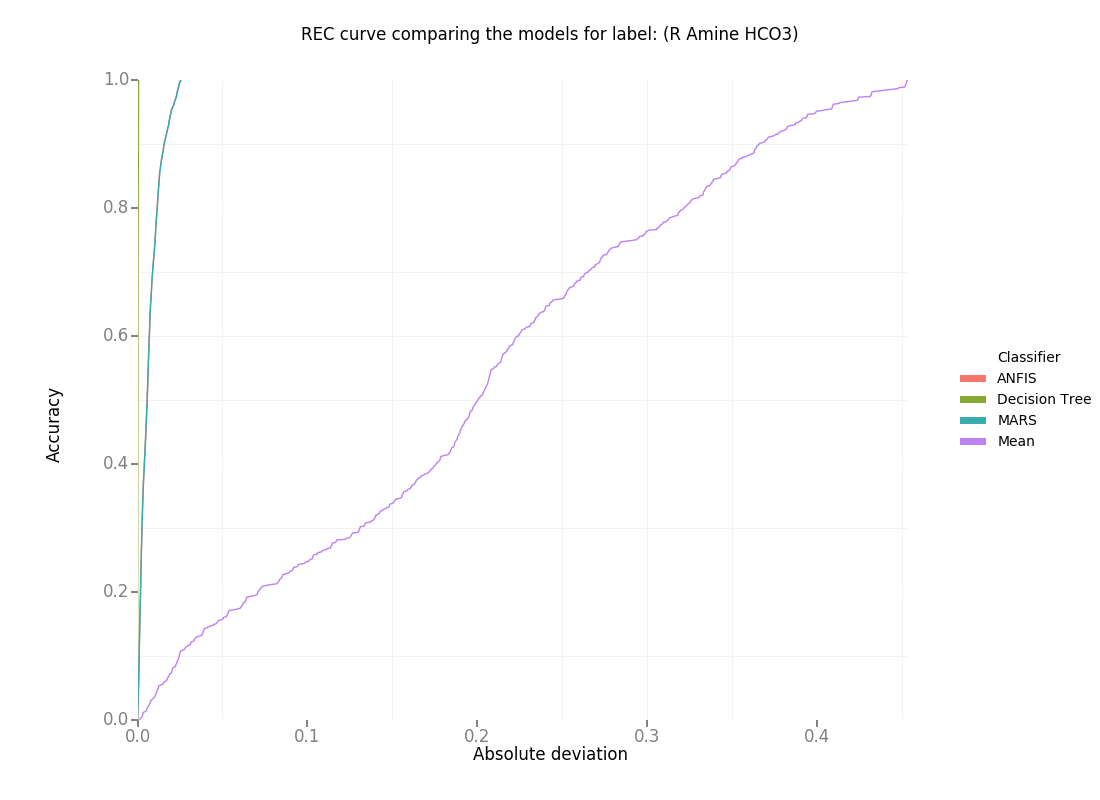 REC curve comparing the models for label: (R Amine HCO3)
1.0
0.8
0.6
0.4
0.2
0.0
Accuracy
0.0 0.1 0.2 0.3 0.4
Absolute deviation
Classifier
ANFIS
Decision Tree
MARS
Mean